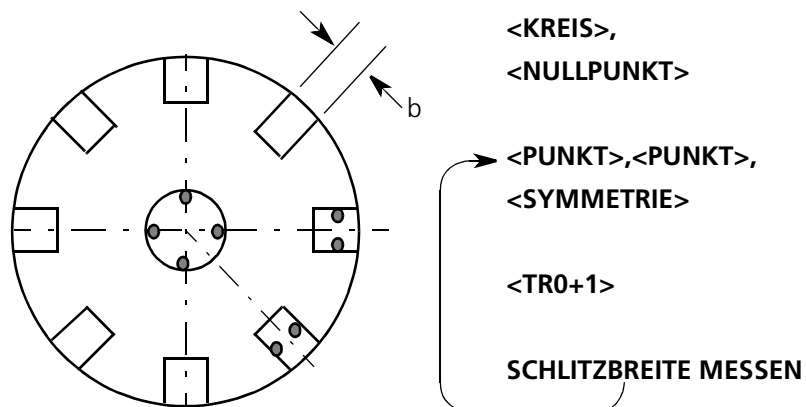 b
<KREIS>,
<NULLPUNKT>
<PUNKT>,<PUNKT>,
<SYMMETRIE>
<TR0+1>
SCHLITZBREITE MESSEN